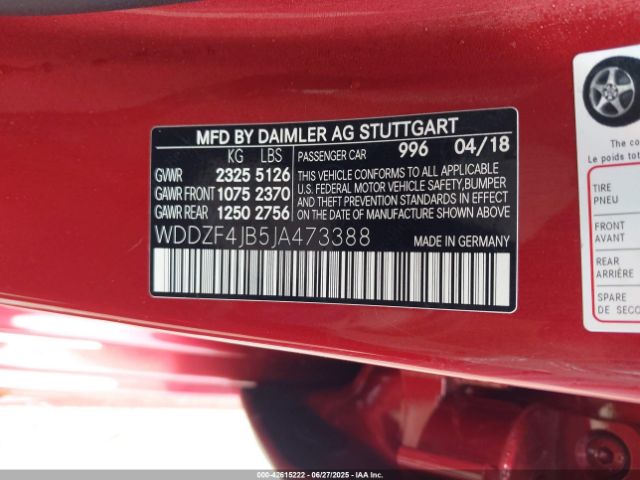 MFD BY DAIMLER AG STUTTGART
KG LBS PASSENGER CAR 996 04/18
GVWR 2325 5126
GAWR FRONT 1075 2370
GAWR REAR 1250 2756
THIS VEHICLE CONFORMS TO ALL APPLICABLE
U.S. FEDERAL MOTOR VEHICLE SAFETY,BUMPER
AND THEFT PREVENTION STANDARDS IN EFFECT
ON THE DATE OF MANUFACTURE SHOWN ABOVE.
WDDZF4JB5JA473388 MADE IN GERMANY
The co
Le poids tot
TIRE
PNEU
FRONT
AVANT
REAR
ARRIÈRE
SPARE
DE SECO
000-42615222 - 06/27/2025 - IAA Inc.